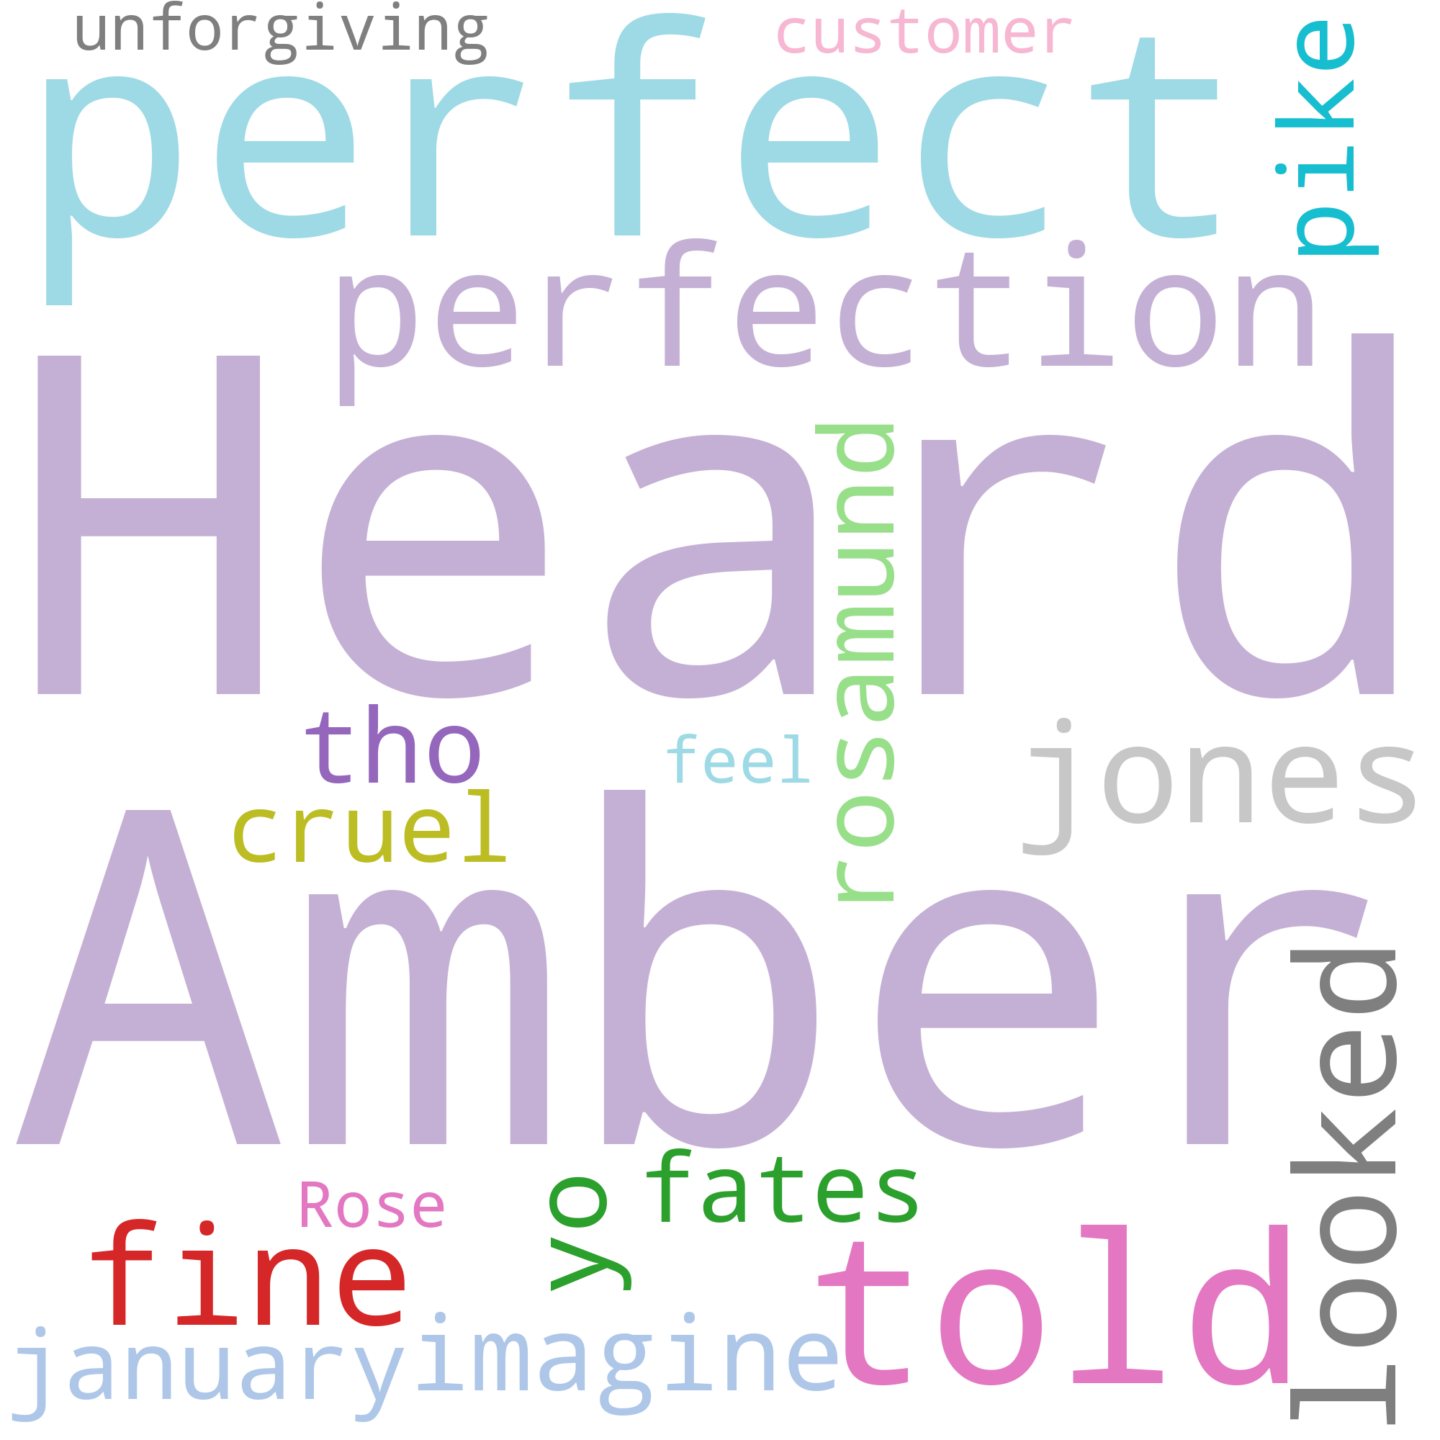 unforgiving
customer
perfect
pike
perfection
Heard
rosamund
tho
feel
jones
cruel
Amber
looked
fates
yo
Rose
fine
told
january
imagine